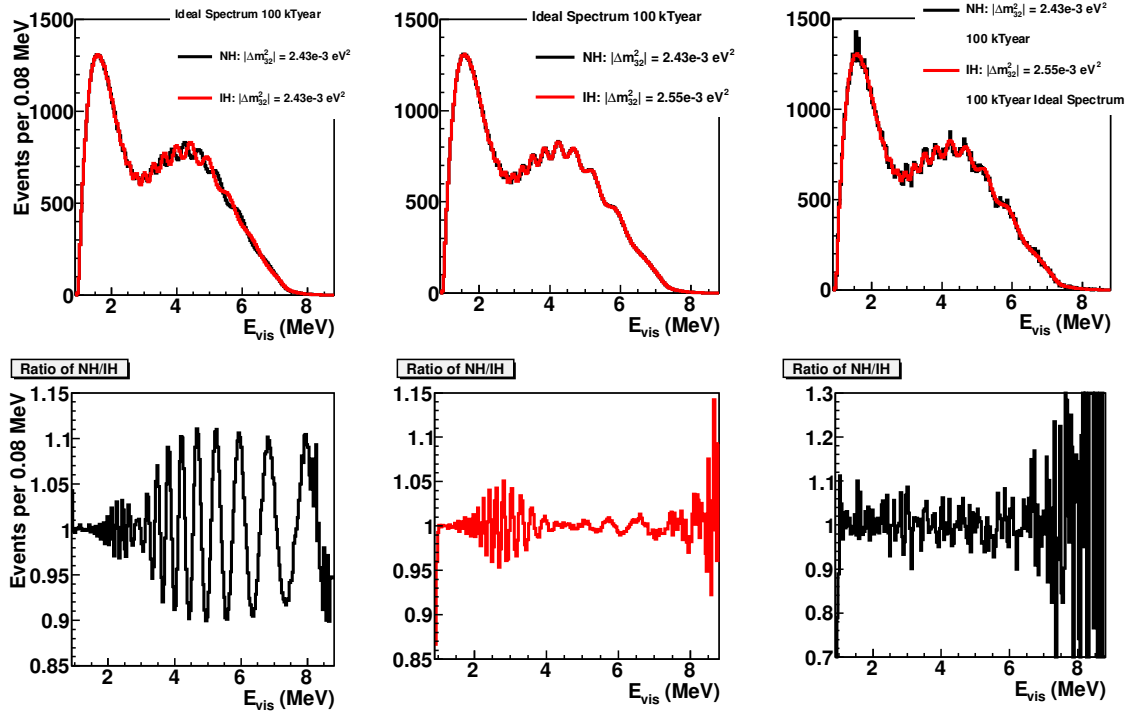 Ideal Spectrum 100 kTyear
NH: |Δm²₃₂| = 2.43e-3 eV²
IH: |Δm²₃₂| = 2.43e-3 eV²
Events per 0.08 MeV
1500
1000
500
0
2
4
6
8
E_vis (MeV)
Ideal Spectrum 100 kTyear
NH: |Δm²₃₂| = 2.43e-3 eV²
IH: |Δm²₃₂| = 2.55e-3 eV²
1500
1000
500
0
2
4
6
8
E_vis (MeV)
NH: |Δm²₃₂| = 2.43e-3 eV²
100 kTyear
IH: |Δm²₃₂| = 2.55e-3 eV²
100 kTyear Ideal Spectrum
1500
1000
500
0
2
4
6
8
E_vis (MeV)
Ratio of NH/IH
Events per 0.08 MeV
1.15
1.1
1.05
1
0.95
0.9
0.85
2
4
6
8
E_vis (MeV)
Ratio of NH/IH
1.15
1.1
1.05
1
0.95
0.9
0.85
2
4
6
8
E_vis (MeV)
Ratio of NH/IH
1.3
1.2
1.1
1
0.9
0.8
0.7
2
4
6
8
E_vis (MeV)